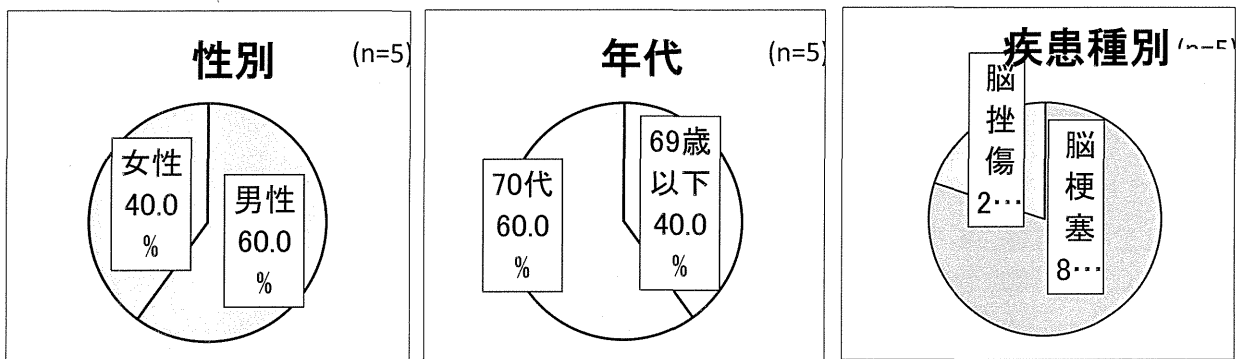 性別
(n=5)
女性
40.0
%
男性
60.0
%
年代
(n=5)
70代
60.0
%
69歳
以下
40.0
%
疾患種別
(n=5)
脳
挫
傷
2…
脳
梗
塞
8…